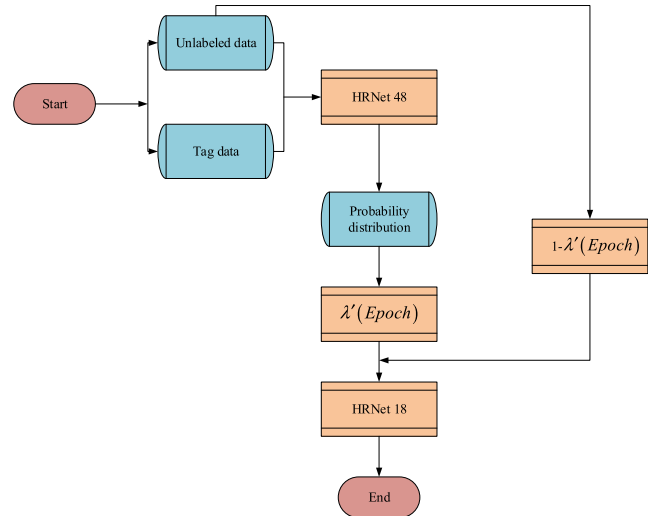 Unlabeled data
Start
HRNet 48
Tag data
Probability
distribution
1-λ′(Epoch)
λ′(Epoch)
HRNet 18
End